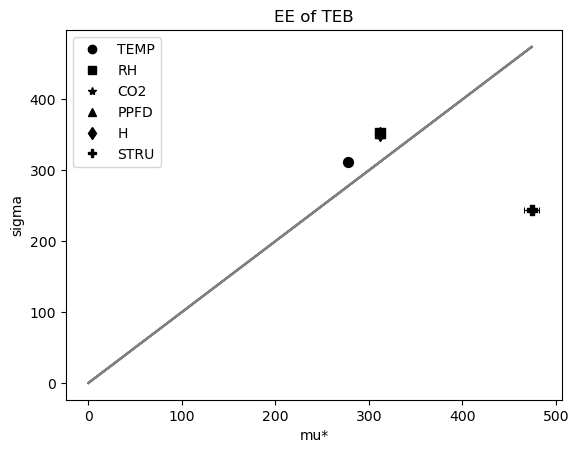 EE of TEB
TEMP
RH
CO2
PPFD
H
STRU
400
300
200
100
0
sigma
0 100 200 300 400 500
mu*